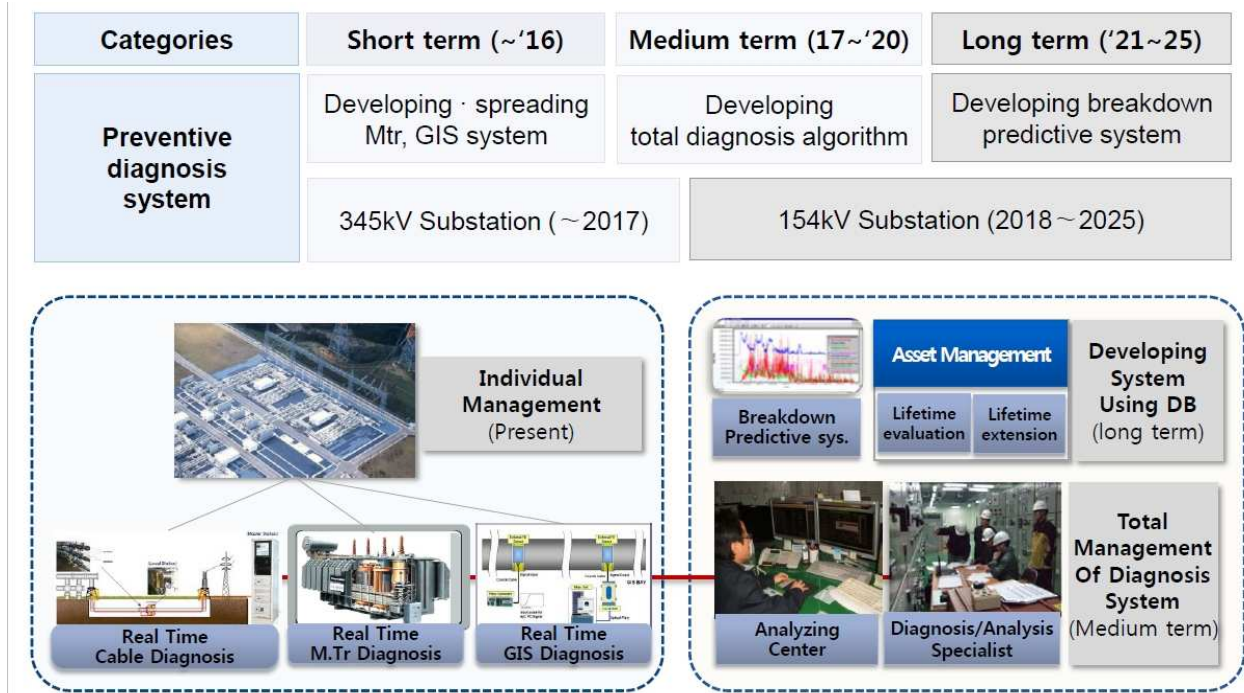 Categories
Short term (~‘16)
Medium term (17~‘20)
Long term (‘21~25)
Preventive
diagnosis
system
Developing · spreading
Mtr, GIS system
Developing
total diagnosis algorithm
Developing breakdown
predictive system
345kV Substation (～2017)
154kV Substation (2018～2025)
Individual
Management
(Present)
Real Time
Cable Diagnosis
Real Time
M.Tr Diagnosis
Real Time
GIS Diagnosis
Breakdown
Predictive sys.
Asset Management
Lifetime
evaluation
Lifetime
extension
Developing
System
Using DB
(long term)
Analyzing
Center
Diagnosis/Analysis
Specialist
Total
Management
Of Diagnosis
System
(Medium term)